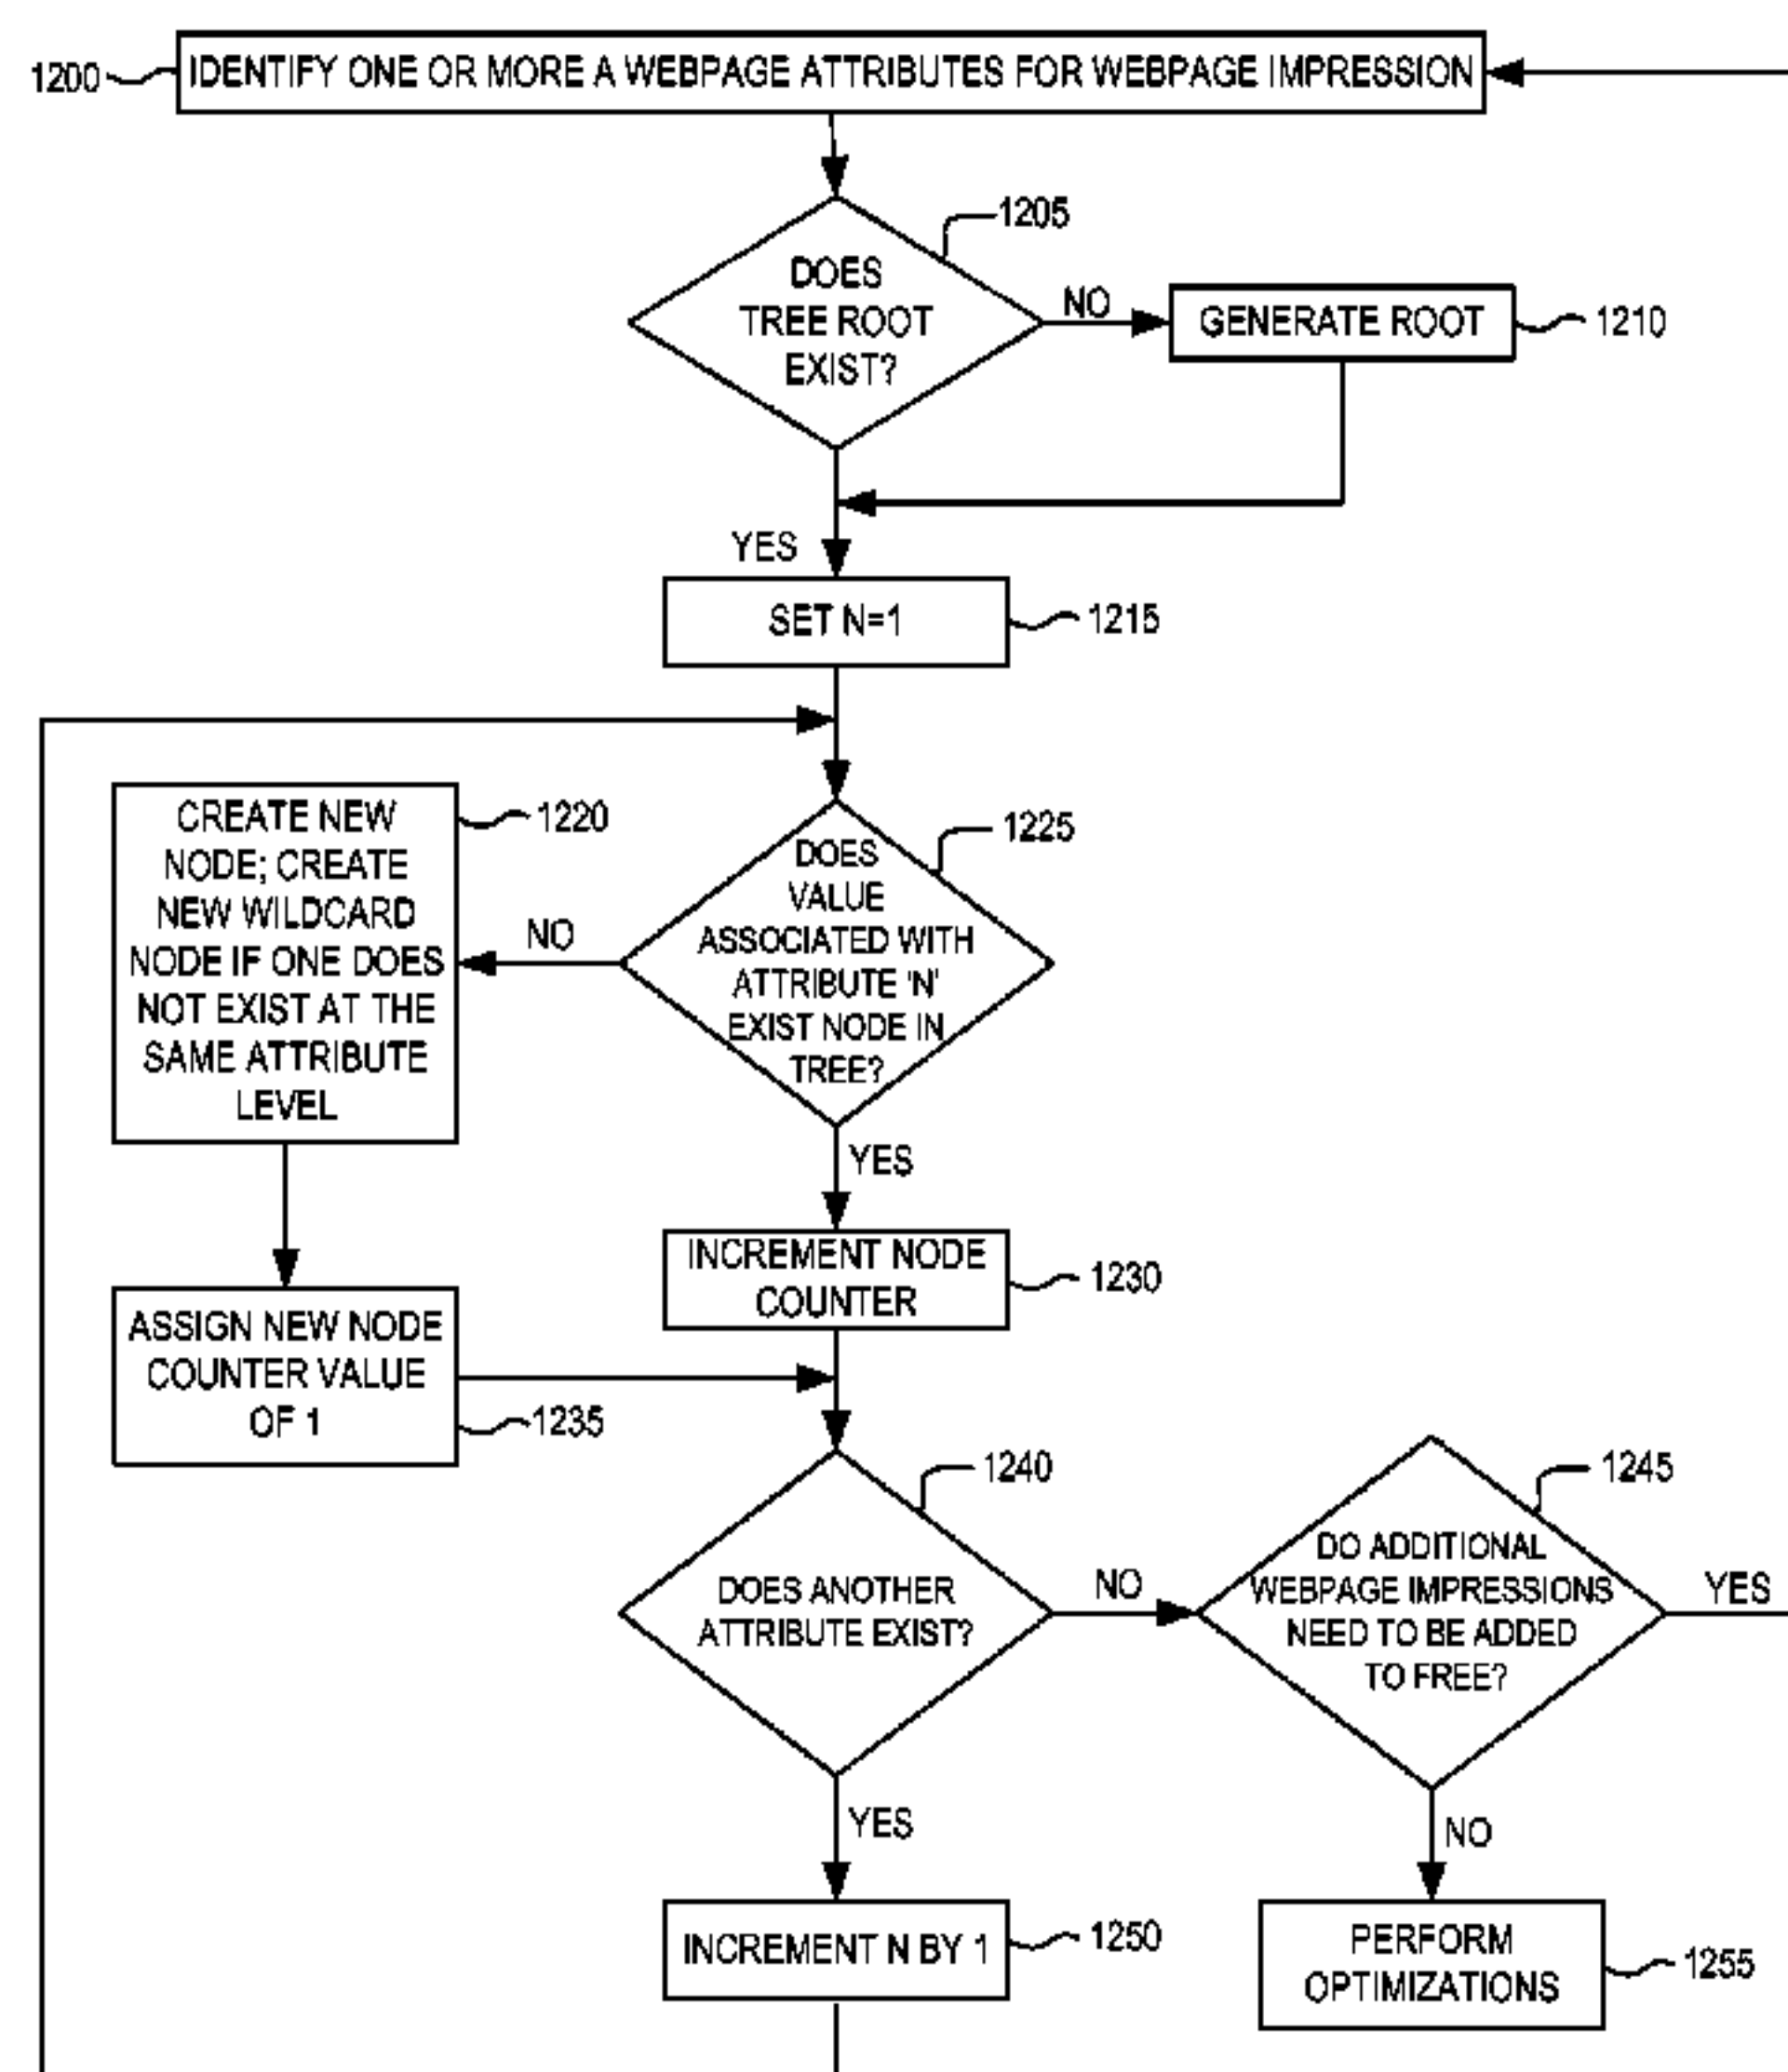 1200
IDENTIFY ONE OR MORE A WEBPAGE ATTRIBUTES FOR WEBPAGE IMPRESSION
1205
DOES
TREE ROOT
EXIST?
NO
GENERATE ROOT
1210
YES
SET N=1
1215
CREATE NEW
NODE; CREATE
NEW WILDCARD
NODE IF ONE DOES
NOT EXIST AT THE
SAME ATTRIBUTE
LEVEL
1220
NO
1225
DOES
VALUE
ASSOCIATED WITH
ATTRIBUTE 'N'
EXIST NODE IN
TREE?
YES
INCREMENT NODE
COUNTER
1230
ASSIGN NEW NODE
COUNTER VALUE
OF 1
1235
1240
DOES ANOTHER
ATTRIBUTE EXIST?
NO
1245
DO ADDITIONAL
WEBPAGE IMPRESSIONS
NEED TO BE ADDED
TO FREE?
YES
YES
INCREMENT N BY 1
1250
NO
PERFORM
OPTIMIZATIONS
1255